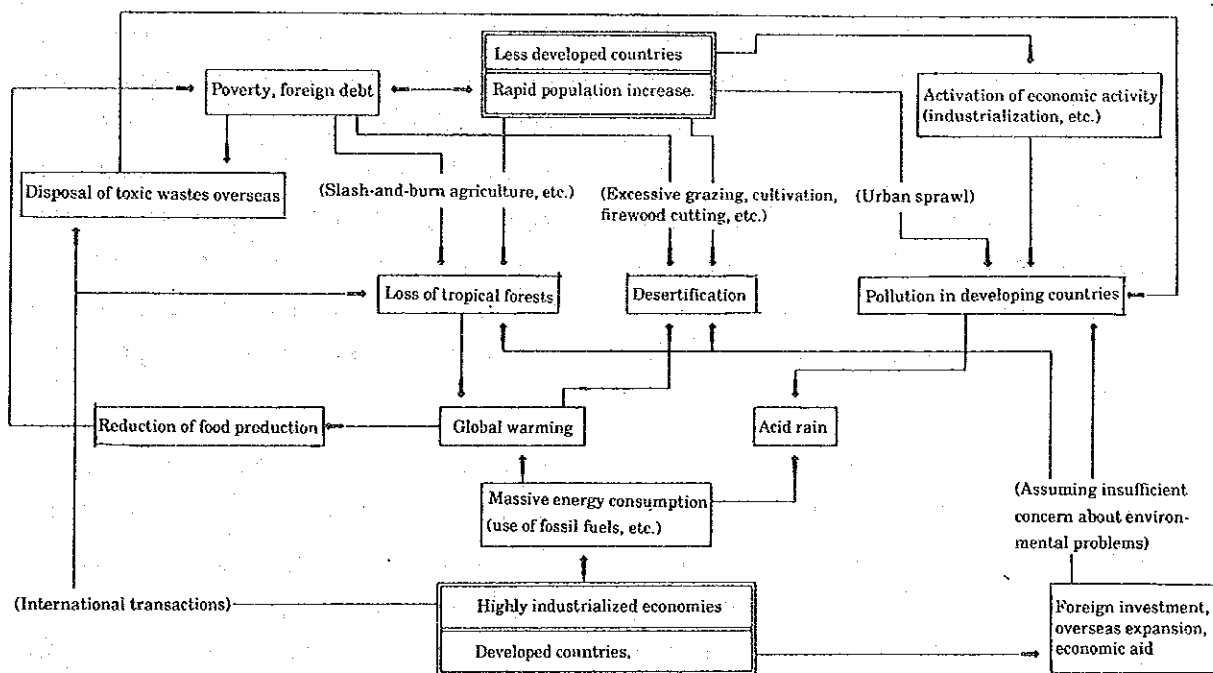 Less developed countries
Poverty, foreign debt
Rapid population increase.
Activation of economic activity
(industrialization, etc.)
Disposal of toxic wastes overseas
(Slash-and-burn agriculture, etc.)
(Excessive grazing, cultivation,
firewood cutting, etc.)
(Urban sprawl)
Loss of tropical forests
Desertification
Pollution in developing countries
Reduction of food production
Global warming
Acid rain
Massive energy consumption
(use of fossil fuels, etc.)
(Assuming insufficient
concern about environ-
mental problems)
(International transactions)
Highly industrialized economies
Developed countries.
Foreign investment,
overseas expansion,
economic aid